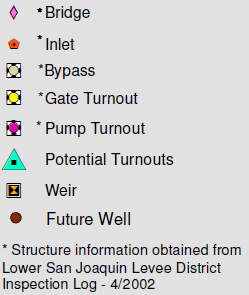 *Bridge
*Inlet
*Bypass
*Gate Turnout
*Pump Turnout
Potential Turnouts
Weir
Future Well
* Structure information obtained from
Lower San Joaquin Levee District
Inspection Log - 4/2002